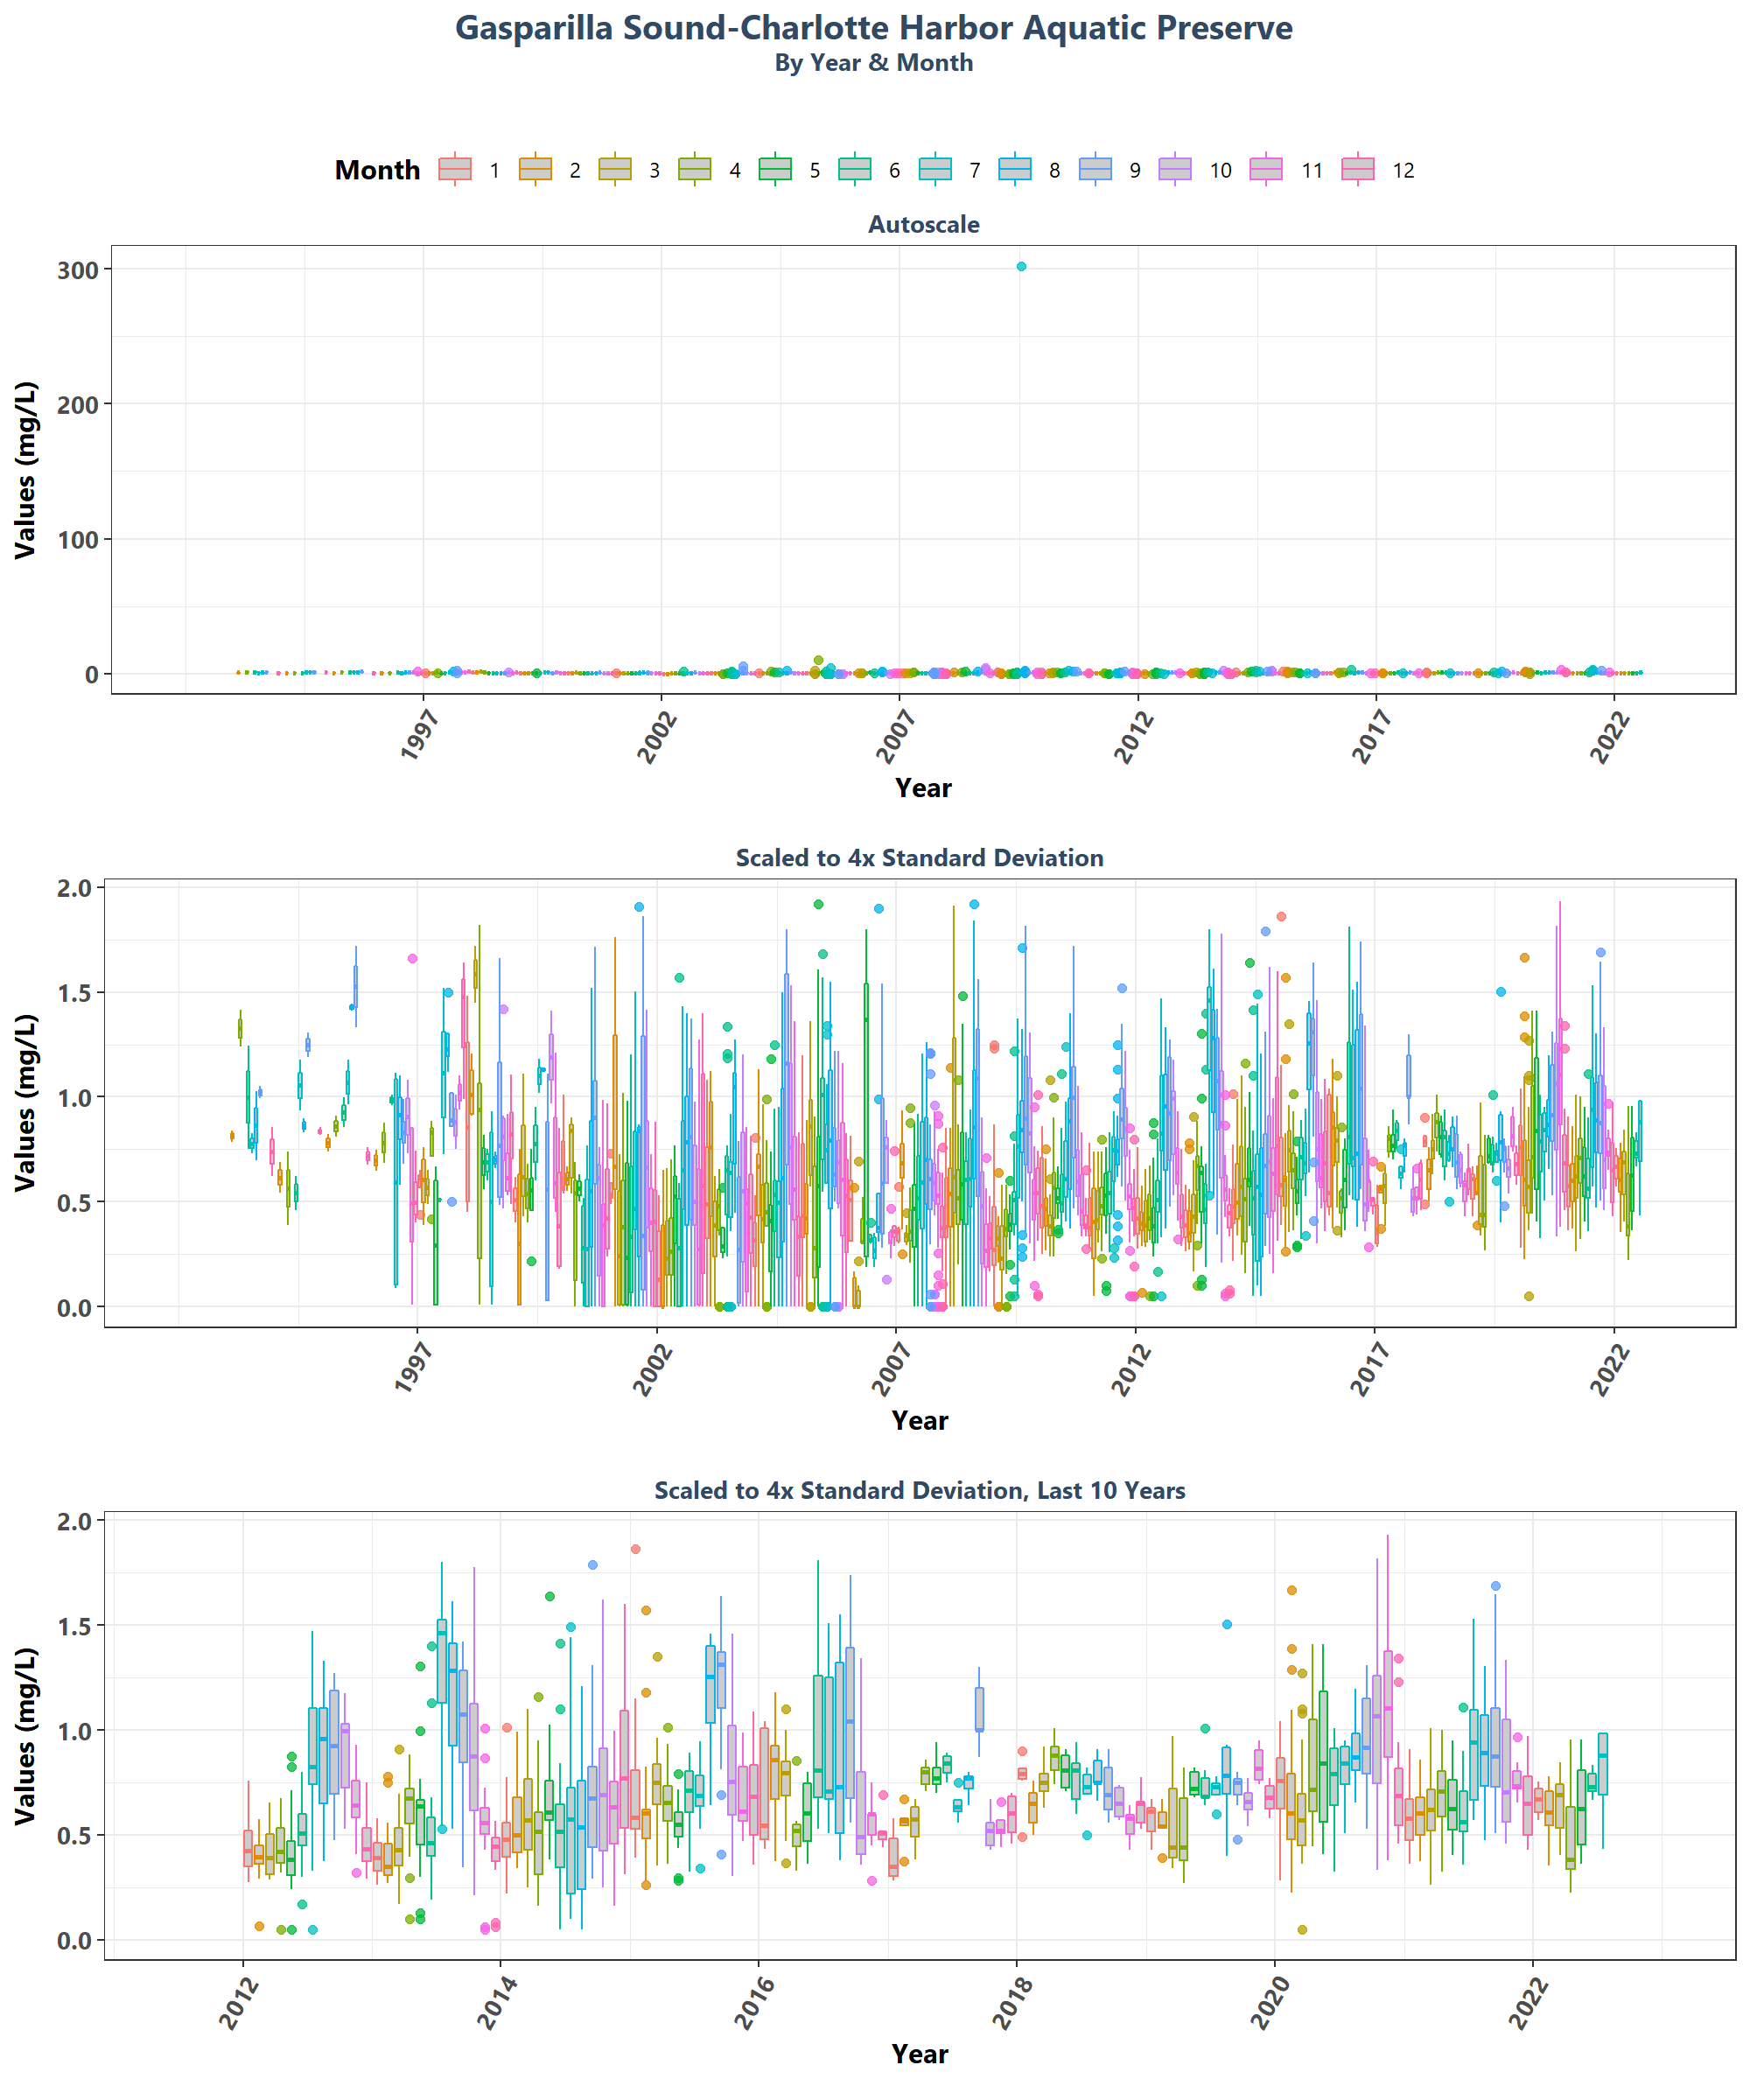 Gasparilla Sound-Charlotte Harbor Aquatic Preserve
By Year & Month
Month 1 2 3 4 5 6 7 8 9 10 11 12
Autoscale
Values (mg/L)
300
200
100
0
1997 2002 2007 2012 2017 2022
Year
Scaled to 4x Standard Deviation
Values (mg/L)
2.0
1.5
1.0
0.5
0.0
1997 2002 2007 2012 2017 2022
Year
Scaled to 4x Standard Deviation, Last 10 Years
Values (mg/L)
2.0
1.5
1.0
0.5
0.0
2012 2014 2016 2018 2020 2022
Year